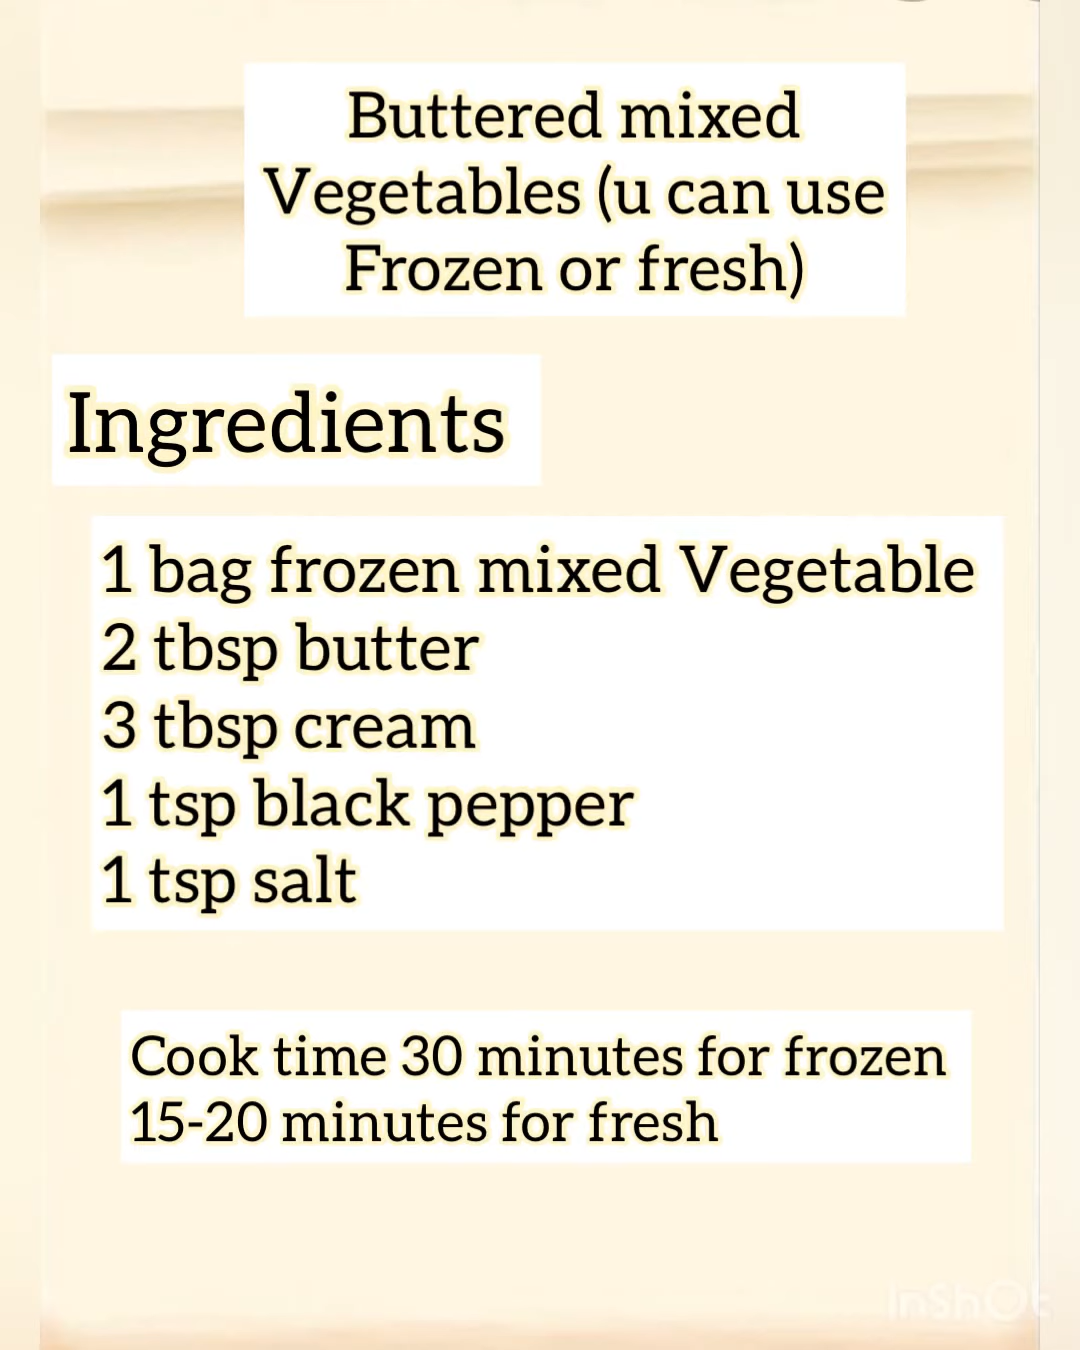 Buttered mixed
Vegetables (u can use
Frozen or fresh)
Ingredients
1 bag frozen mixed Vegetable
2 tbsp butter
3 tbsp cream
1 tsp black pepper
1 tsp salt
Cook time 30 minutes for frozen
15-20 minutes for fresh
InShOt